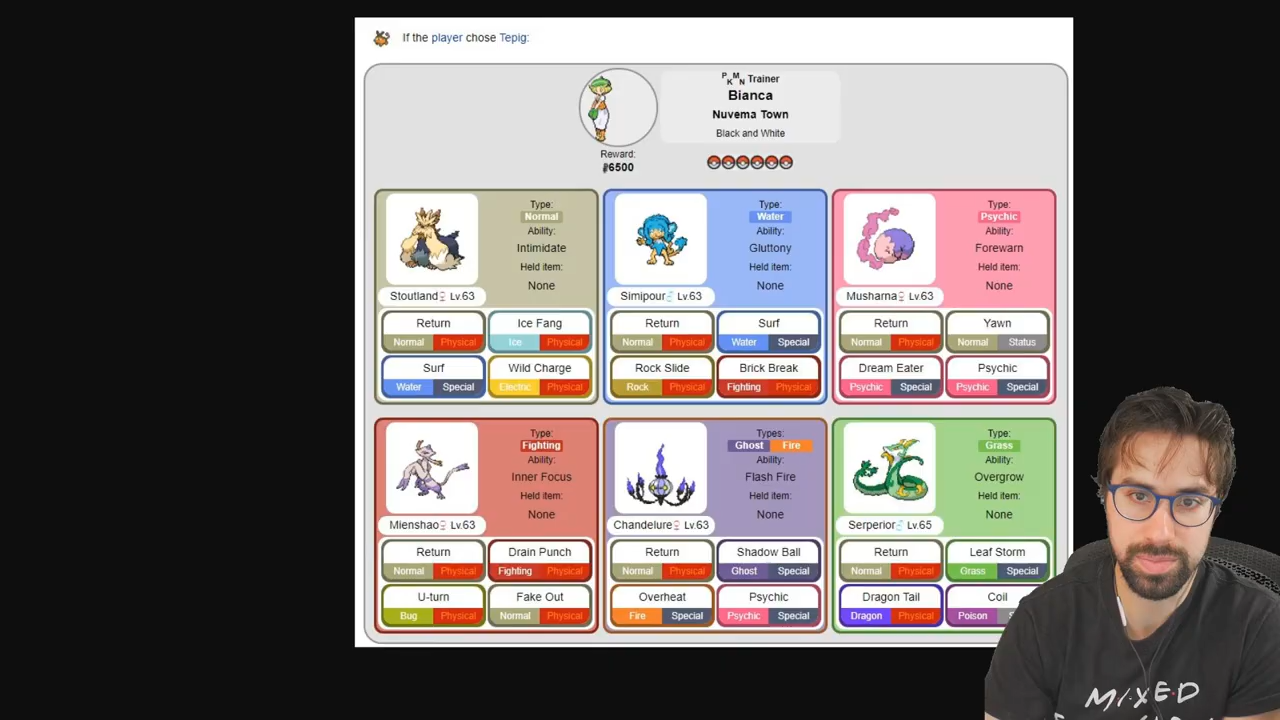 If the player chose Tepig:
PKMN Trainer
Bianca
Nuvema Town
Black and White
Reward:
₽6500
Type:
Normal
Ability:
Intimidate
Held item:
None
Stoutland♀ Lv.63
Return
Normal Physical
Ice Fang
Ice Physical
Surf
Water Special
Wild Charge
Electric Physical
Type:
Water
Ability:
Gluttony
Held item:
None
Simipour♂ Lv.63
Return
Normal Physical
Surf
Water Special
Rock Slide
Rock Physical
Brick Break
Fighting Physical
Type:
Psychic
Ability:
Forewarn
Held item:
None
Musharna♀ Lv.63
Return
Normal Physical
Yawn
Normal Status
Dream Eater
Psychic Special
Psychic
Psychic Special
Type:
Fighting
Ability:
Inner Focus
Held item:
None
Mienshao♀ Lv.63
Return
Normal Physical
Drain Punch
Fighting Physical
U-turn
Bug Physical
Fake Out
Normal Physical
Types:
Ghost Fire
Ability:
Flash Fire
Held item:
None
Chandelure♀ Lv.63
Return
Normal Physical
Shadow Ball
Ghost Special
Overheat
Fire Special
Psychic
Psychic Special
Type:
Grass
Ability:
Overgrow
Held item:
None
Serperior♂ Lv.65
Return
Normal Physical
Leaf Storm
Grass Special
Dragon Tail
Dragon Physical
Coil
Poison
MIXED